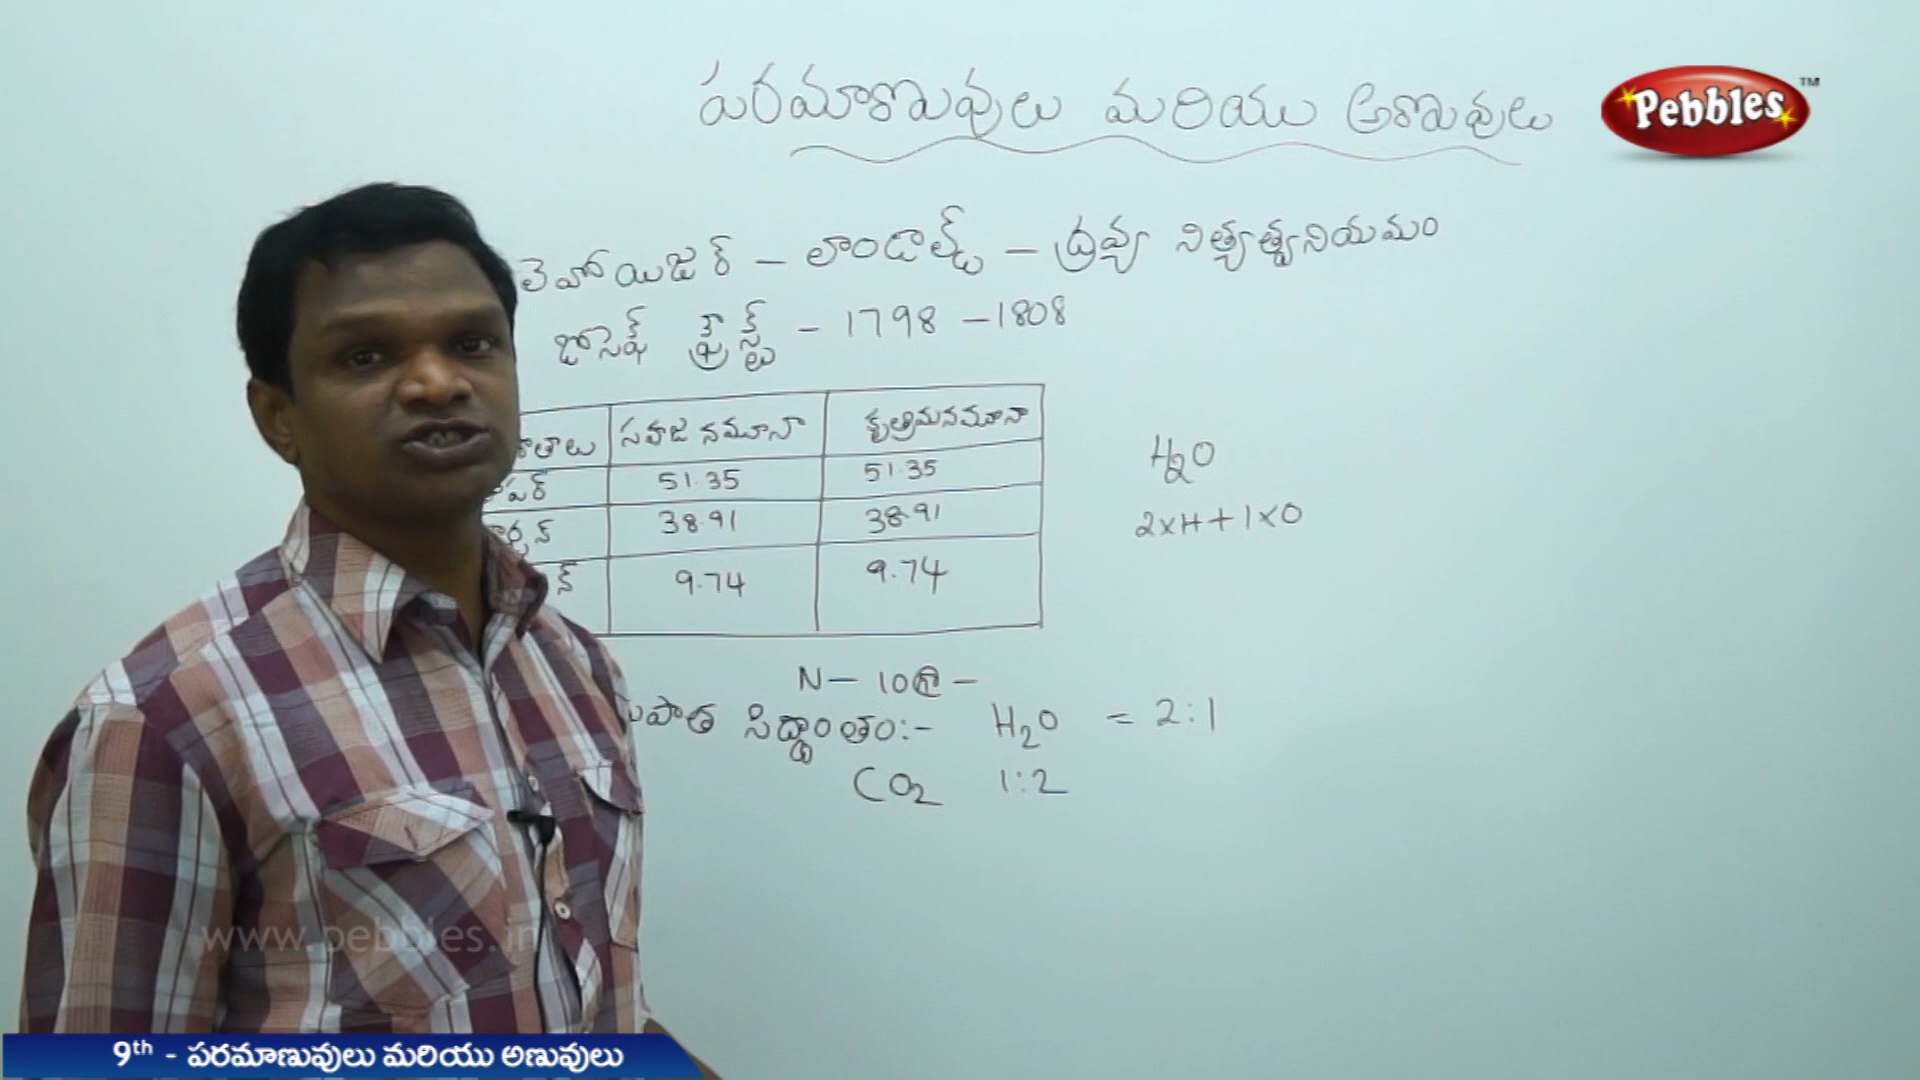 పరమాణువులు మరియు అణువులు
Pebbles™
లెవోయిజర్ - లాండాల్ట్ - ద్రవ్య నిత్యత్వనియమం
జోసెఫ్ ప్రౌస్ట్ - 1798 - 1808
సహజ నమూనా కృత్రిమనమూనా
51.35 51.35
38.91 38.91
9.74 9.74
H2O
2xH+1xO
N- 10గ్రా -
సిద్ధాంతం:- H2O = 2:1
CO2 1:2
www.pebbles.in
9th - పరమాణువులు మరియు అణువులు